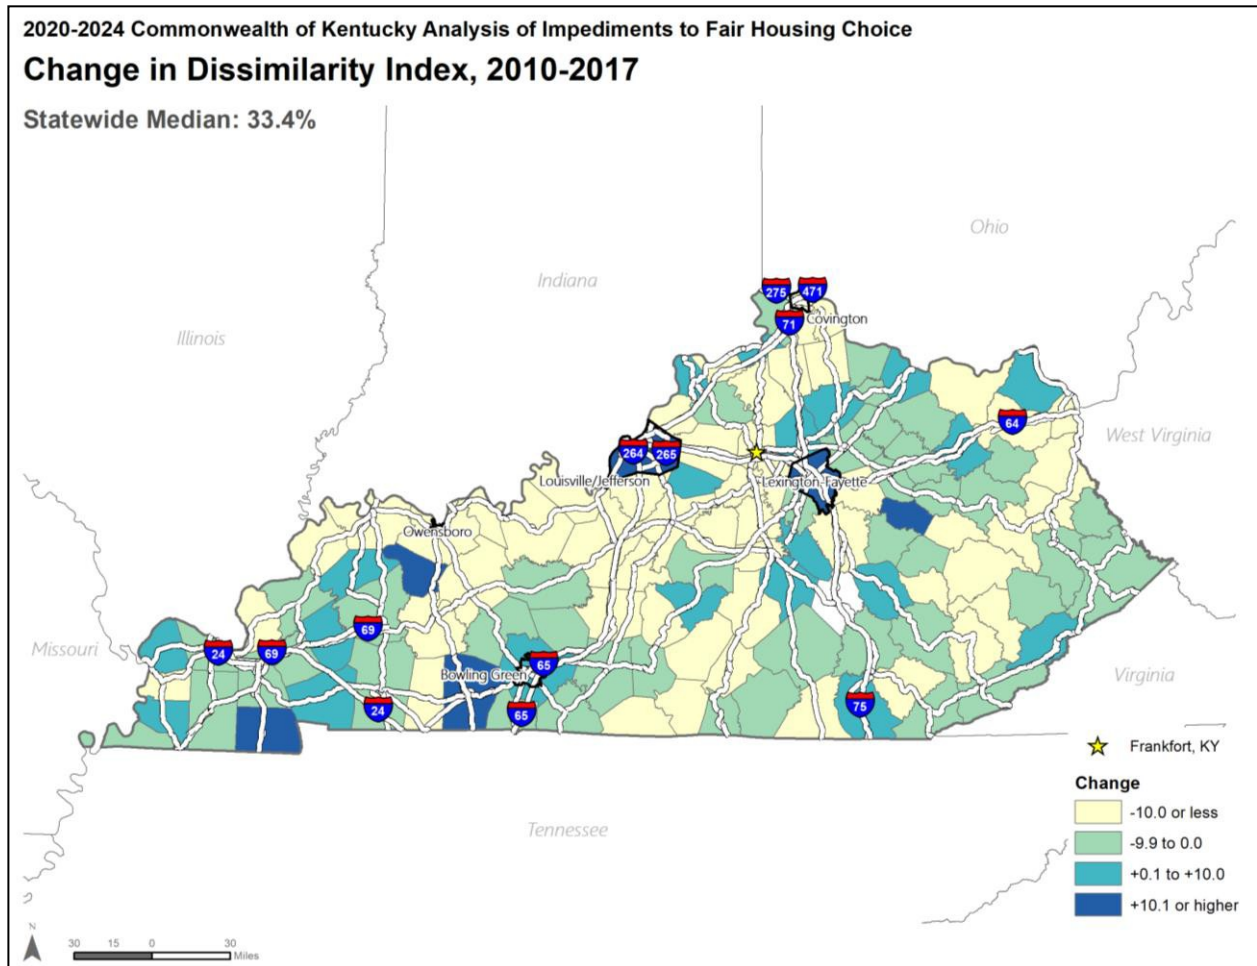 2020-2024 Commonwealth of Kentucky Analysis of Impediments to Fair Housing Choice
Change in Dissimilarity Index, 2010-2017
Statewide Median: 33.4%
Ohio
Indiana
Illinois
275
471
71
Covington
64
West Virginia
264
265
Louisville/Jefferson
Lexington-Fayette
Owensboro
69
Missouri
24
69
65
Bowling Green
Virginia
24
65
75
Frankfort, KY
Change
-10.0 or less
-9.9 to 0.0
+0.1 to +10.0
+10.1 or higher
Tennessee
N
30 15 0 30
Miles